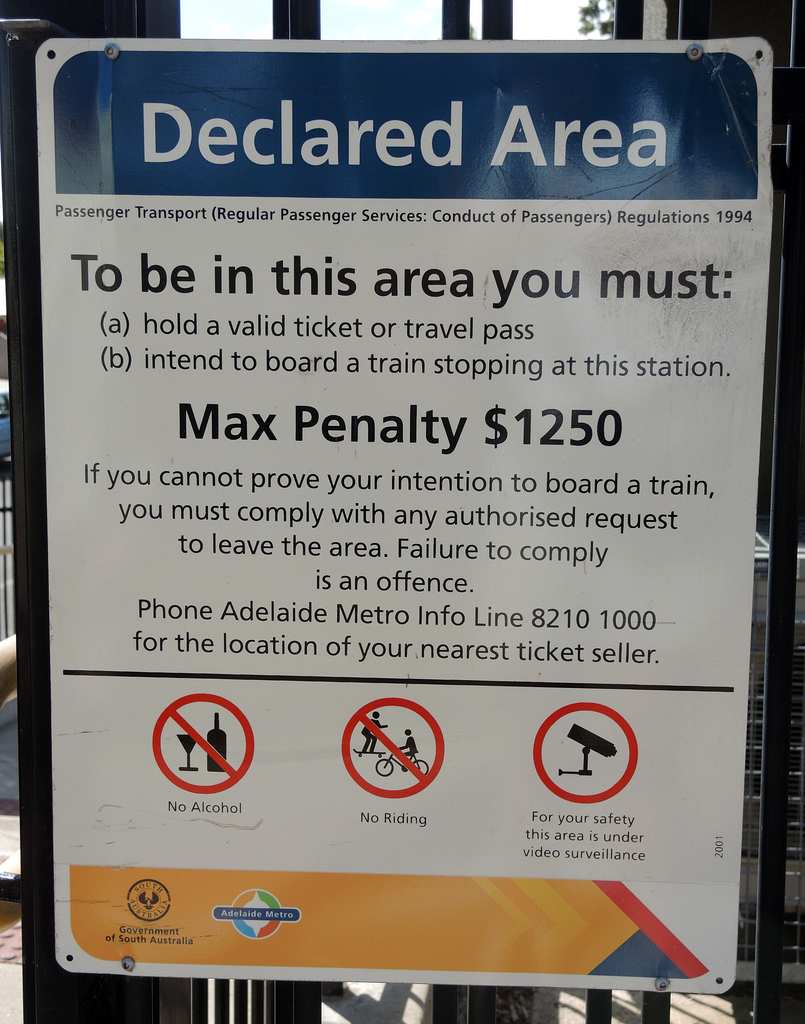 Declared Area
Passenger Transport (Regular Passenger Services: Conduct of Passengers) Regulations 1994
To be in this area you must:
(a) hold a valid ticket or travel pass
(b) intend to board a train stopping at this station.
Max Penalty $1250
If you cannot prove your intention to board a train,
you must comply with any authorised request
to leave the area. Failure to comply
is an offence.
Phone Adelaide Metro Info Line 8210 1000
for the location of your nearest ticket seller.
No Alcohol
No Riding
For your safety
this area is under
video surveillance
2001
SOUTH
AUSTRALIA
Government
of South Australia
Adelaide Metro